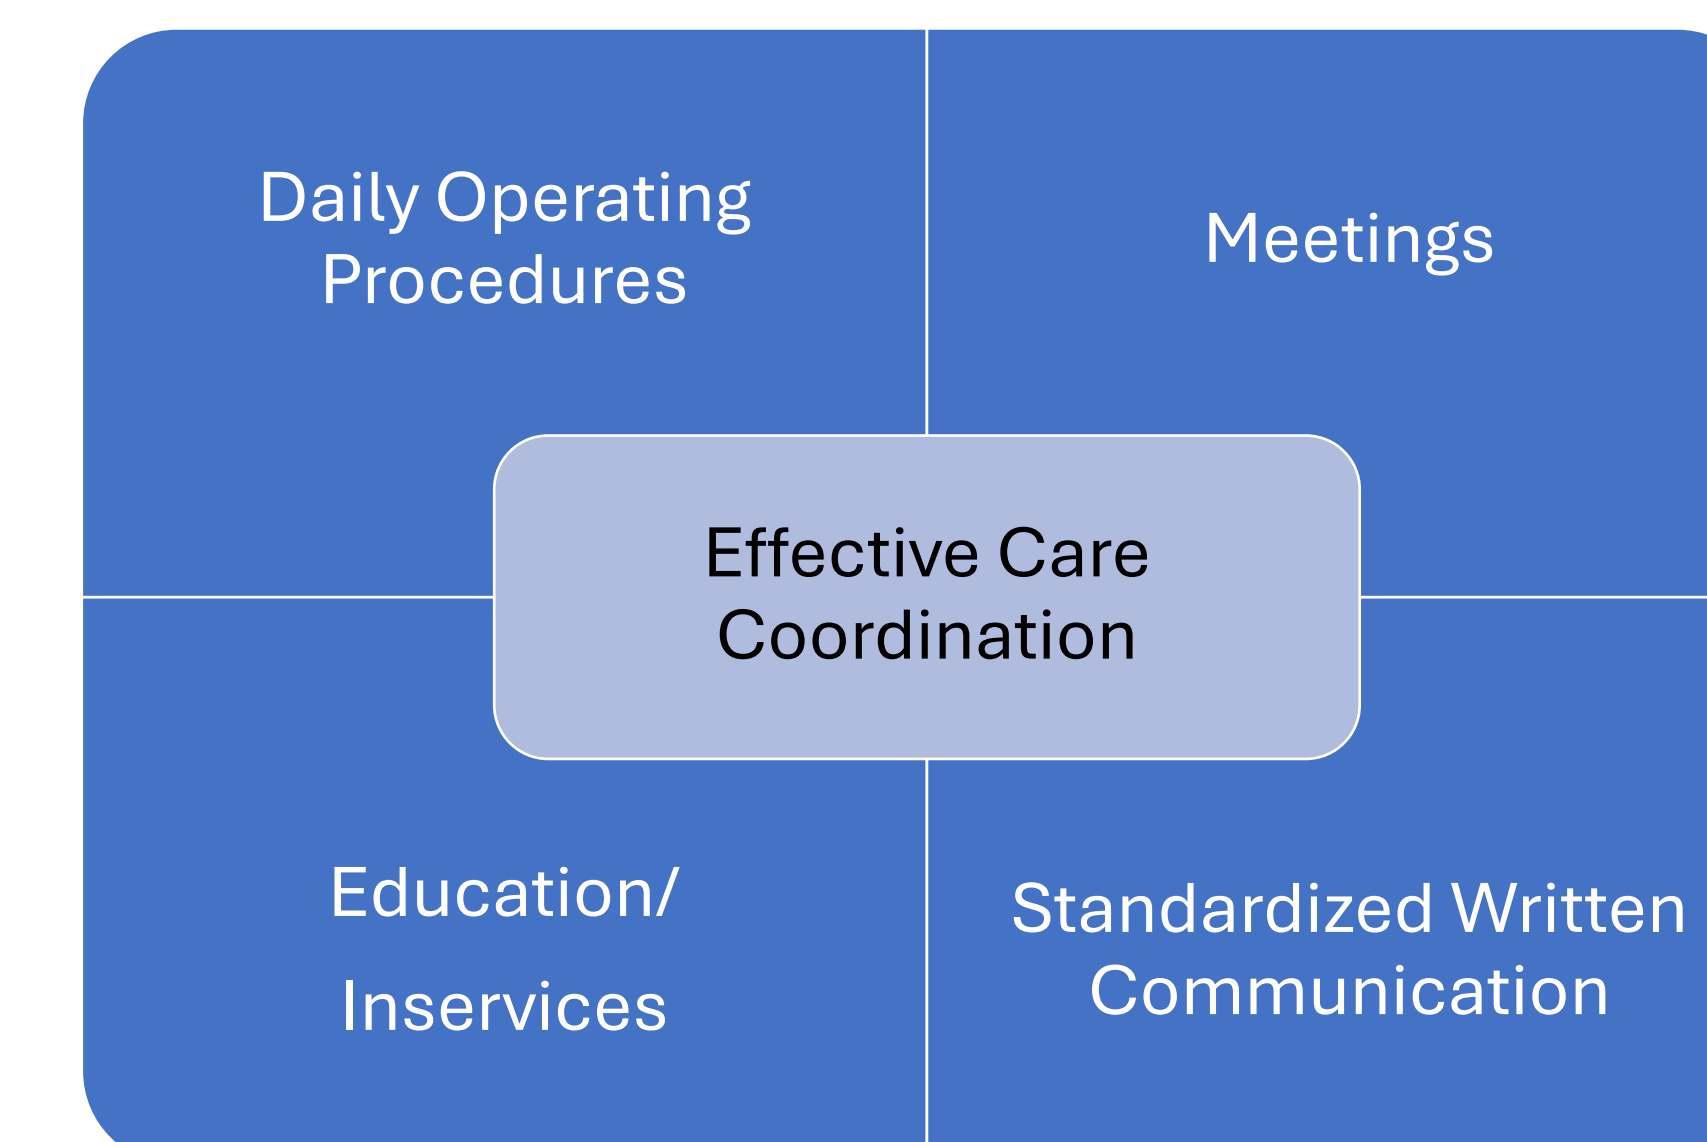 Daily Operating
Procedures
Meetings
Effective Care
Coordination
Education/
Inservices
Standardized Written
Communication